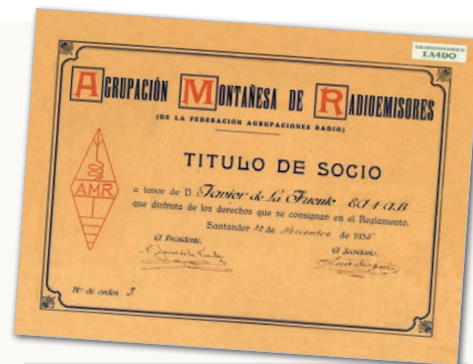 EA4DO
AGRUPACIÓN MONTAÑESA DE RADIOEMISORES
(DE LA FEDERACIÓN AGRUPACIONES RADIO)
TITULO DE SOCIO
AMR
a favor de D. Javier de La Fuente
que disfruta de los derechos que se consignan en el Reglamento.
Santander 22 de Noviembre de 1935
El Presidente,
El Secretario,
Nº de orden 3